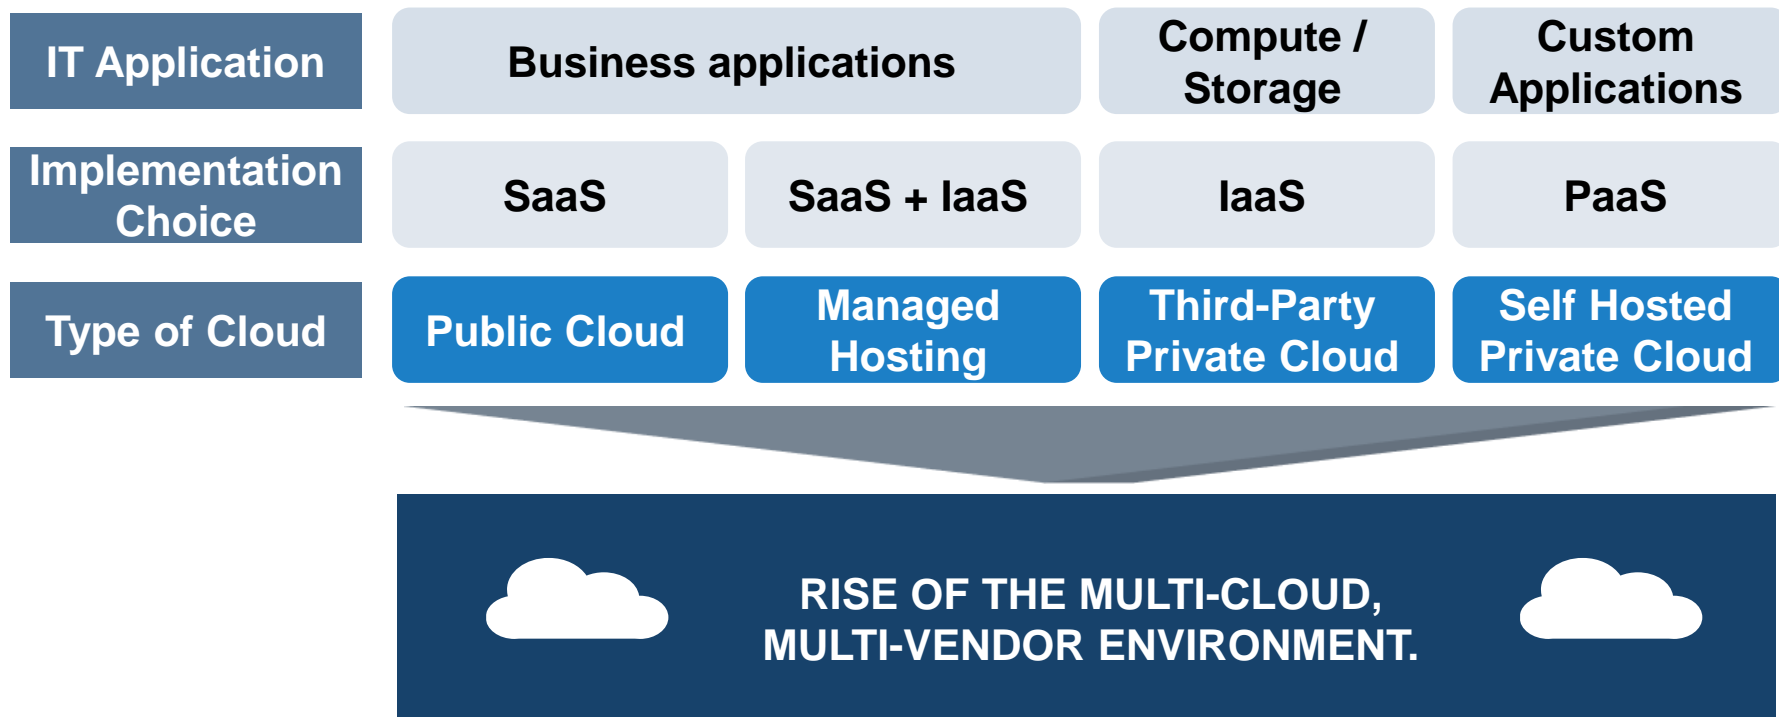 IT Application
Business applications
Compute /
Storage
Custom
Applications
Implementation
Choice
SaaS
SaaS + IaaS
IaaS
PaaS
Type of Cloud
Public Cloud
Managed
Hosting
Third-Party
Private Cloud
Self Hosted
Private Cloud
RISE OF THE MULTI-CLOUD,
MULTI-VENDOR ENVIRONMENT.